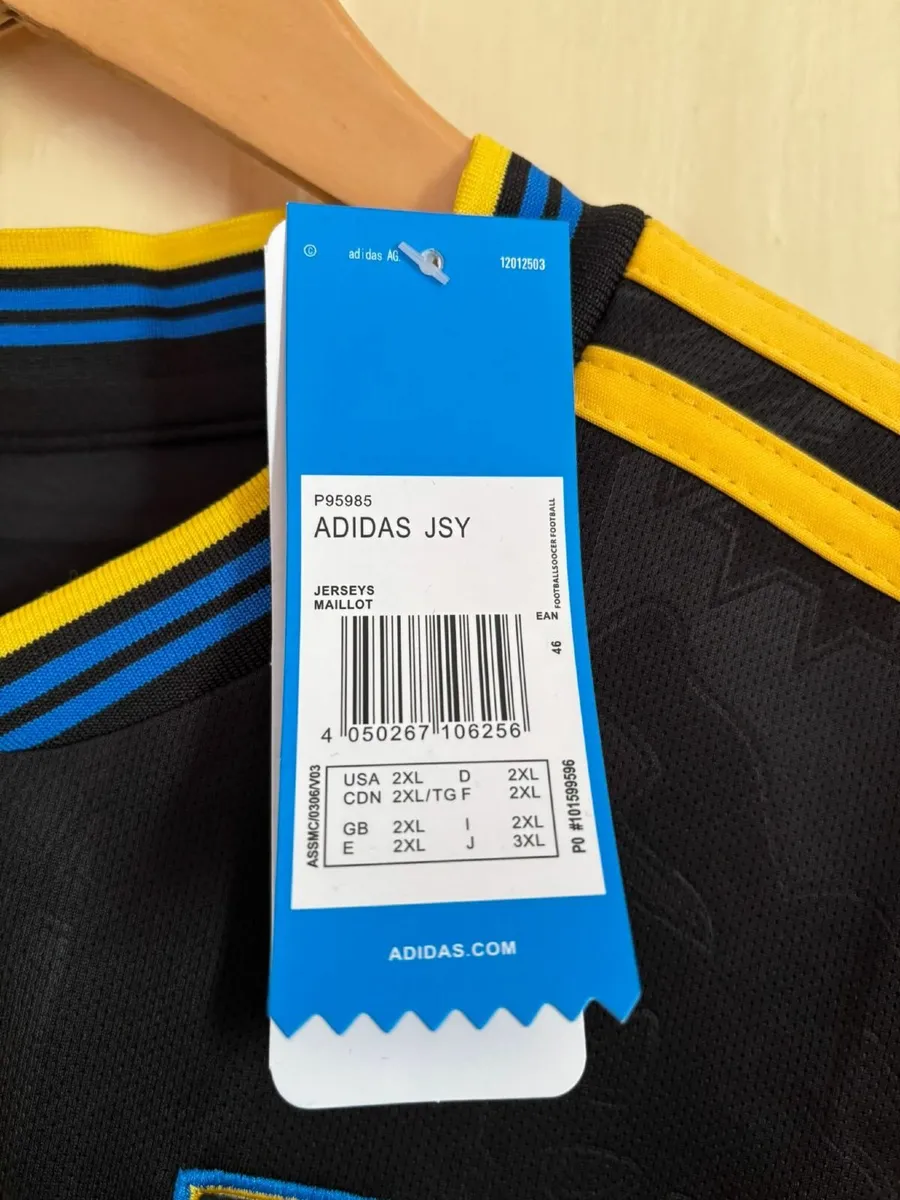 © adidas AG.
12012503
P95985
ADIDAS JSY
FOOTBALLSOCCER FOOTBALL
JERSEYS
MAILLOT
EAN
46
4 050267 106256
ASSMC/0306/V03
USA 2XL D 2XL
CDN 2XL/TG F 2XL
GB 2XL I 2XL
E 2XL J 3XL
PO #101599596
ADIDAS.COM